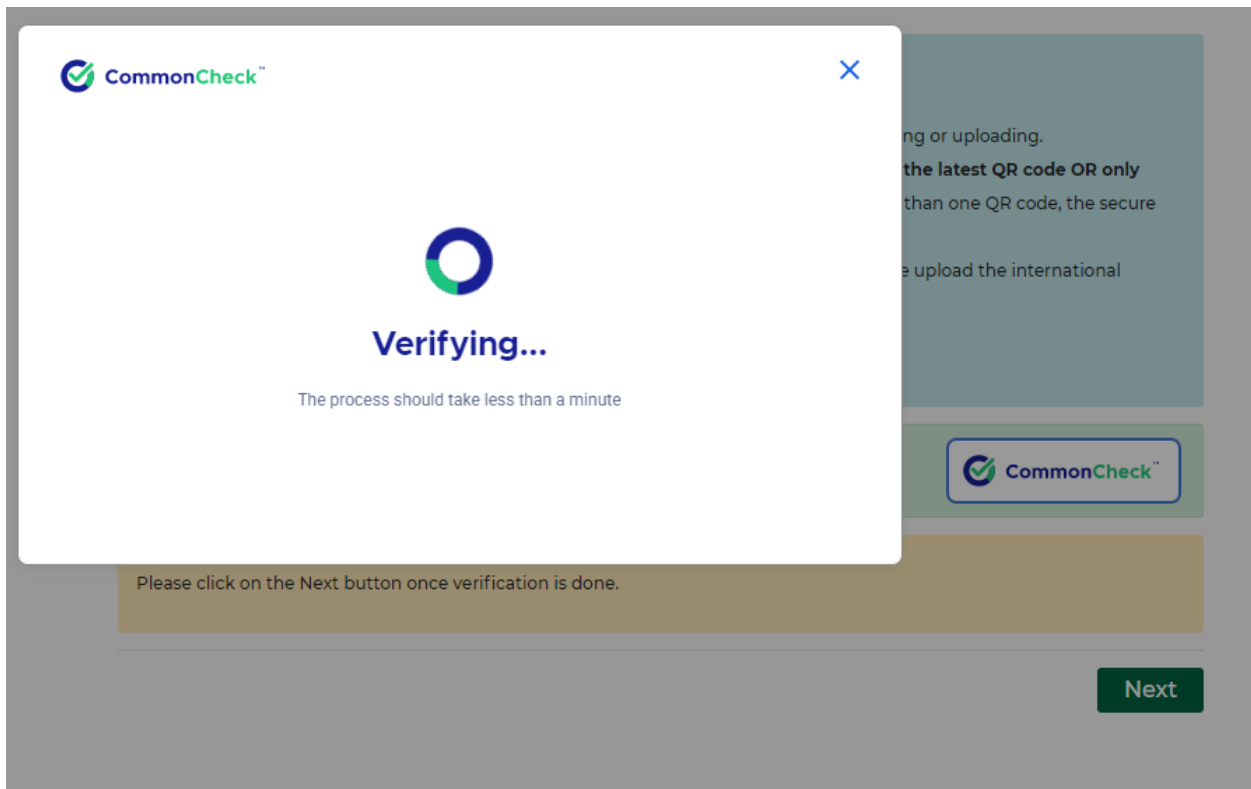 CommonCheck™
ng or uploading.
the latest QR code OR only
than one QR code, the secure
e upload the international
Verifying...
The process should take less than a minute
CommonCheck™
Please click on the Next button once verification is done.
Next